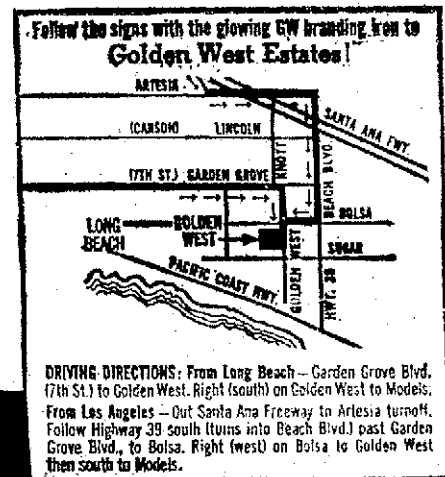 Follow the signs with the glowing GW branding iron to
Golden West Estates!
ARTESIA
SANTA ANA FWY.
(CARSON) LINCOLN
KNOTT
BEACH BLVD.
(7TH ST.) GARDEN GROVE
BOLSA
LONG
BEACH
GOLDEN
WEST
SUGAR
PACIFIC COAST HWY.
GOLDEN WEST
HWY. 39
DRIVING DIRECTIONS: From Long Beach — Garden Grove Blvd.
(7th St.) to Golden West. Right (south) on Golden West to Models.
From Los Angeles — Out Santa Ana Freeway to Artesia turnoff.
Follow Highway 39 south (turns into Beach Blvd.) past Garden
Grove Blvd., to Bolsa. Right (west) on Bolsa to Golden West
then south to Models.